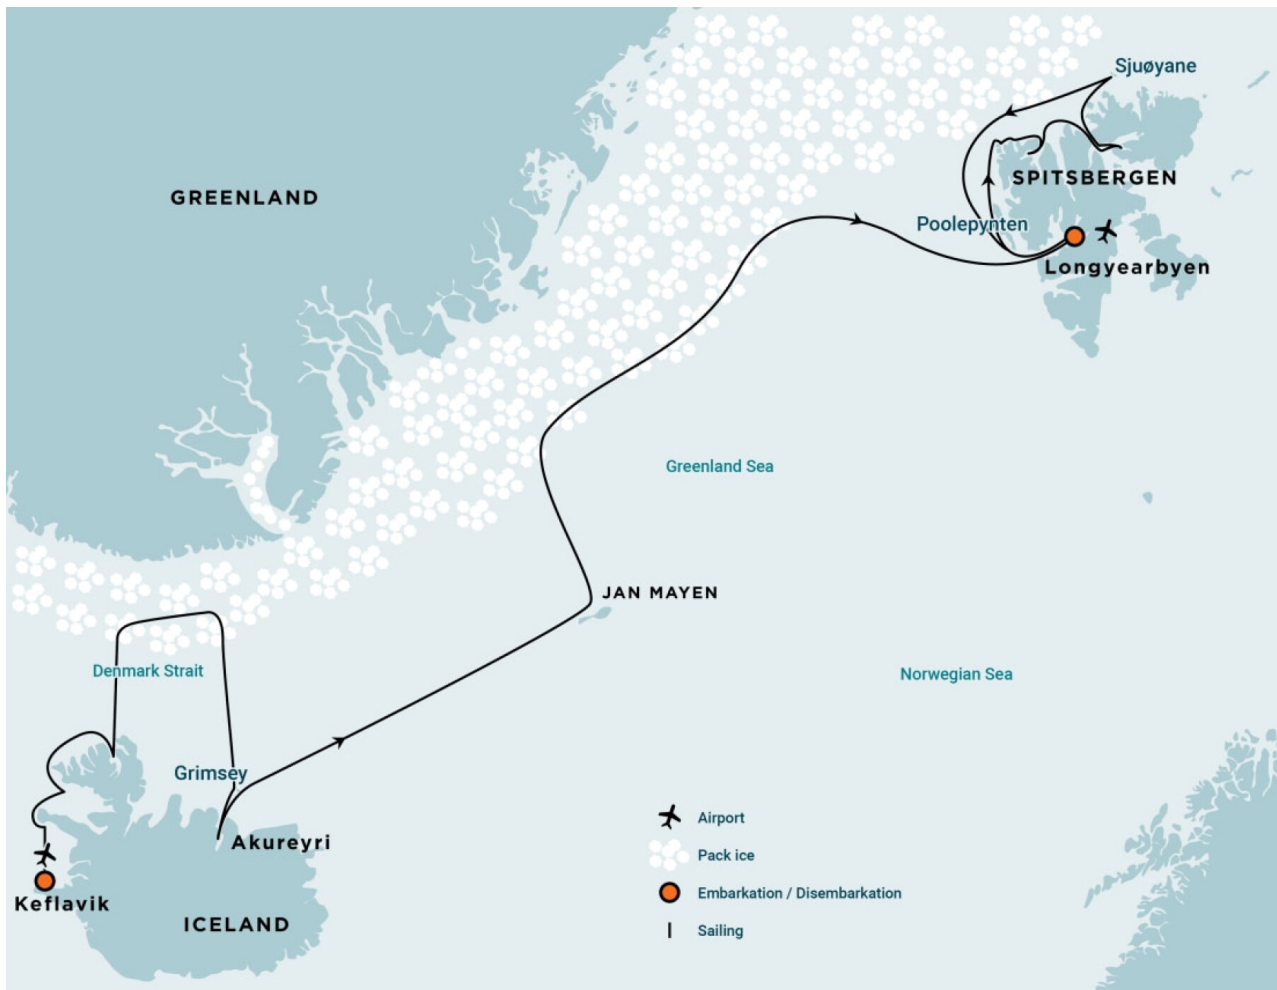 Sjuøyane
SPITSBERGEN
GREENLAND
Poolepynten
Longyearbyen
Greenland Sea
JAN MAYEN
Denmark Strait
Norwegian Sea
Grimsey
Akureyri
Keflavik
ICELAND
Airport
Pack ice
Embarkation / Disembarkation
Sailing